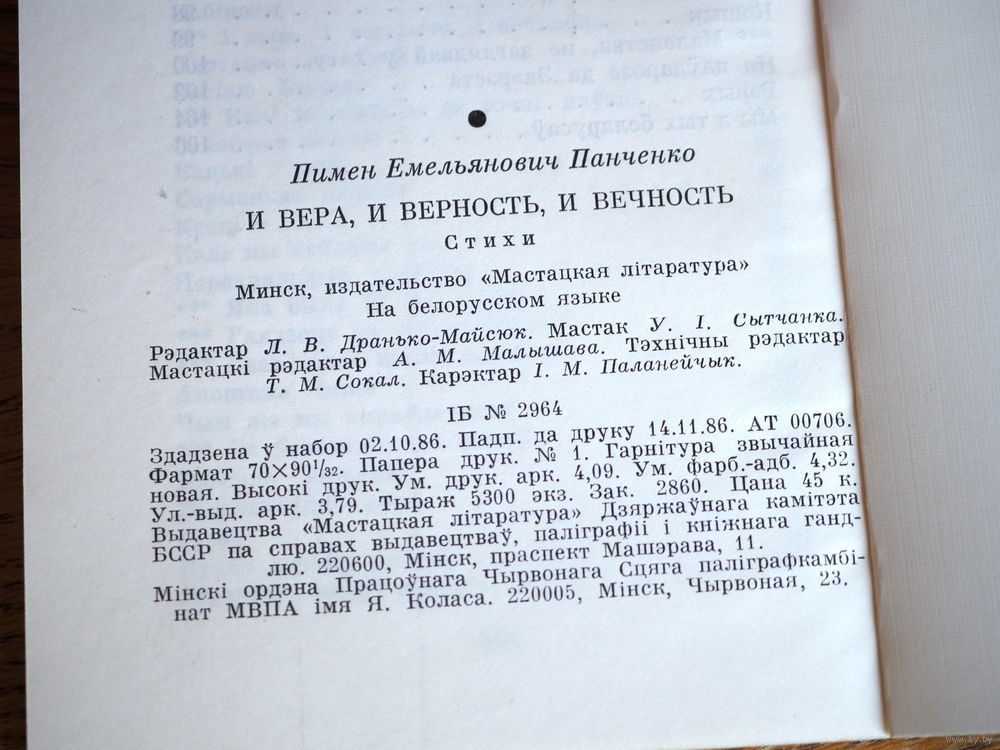 Пимен Емельянович Панченко
И ВЕРА, И ВЕРНОСТЬ, И ВЕЧНОСТЬ
Стихи
Минск, издательство «Мастацкая літаратура»
На белорусском языке
Рэдактар Л. В. Дранько-Майсюк. Мастак У. І. Сытчанка.
Мастацкі рэдактар А. М. Малышава. Тэхнічны рэдактар
Т. М. Сокал. Карэктар І. М. Паланейчык.
ІБ № 2964
Здадзена ў набор 02.10.86. Падп. да друку 14.11.86. АТ 00706.
Фармат 70×90¹/₃₂. Папера друк. № 1. Гарнітура звычайная
новая. Высокі друк. Ум. друк. арк. 4,09. Ум. фарб.-адб. 4,32.
Ул.-выд. арк. 3,79. Тыраж 5300 экз. Зак. 2860. Цана 45 к.
Выдавецтва «Мастацкая літаратура» Дзяржаўнага камітэта
БССР па справах выдавецтваў, паліграфіі і кніжнага ганд-
лю. 220600, Мінск, праспект Машэрава, 11.
Мінскі ордэна Працоўнага Чырвонага Сцяга паліграфкамбі-
нат МВПА імя Я. Коласа. 220005, Мінск, Чырвоная, 23.
www.ay.by